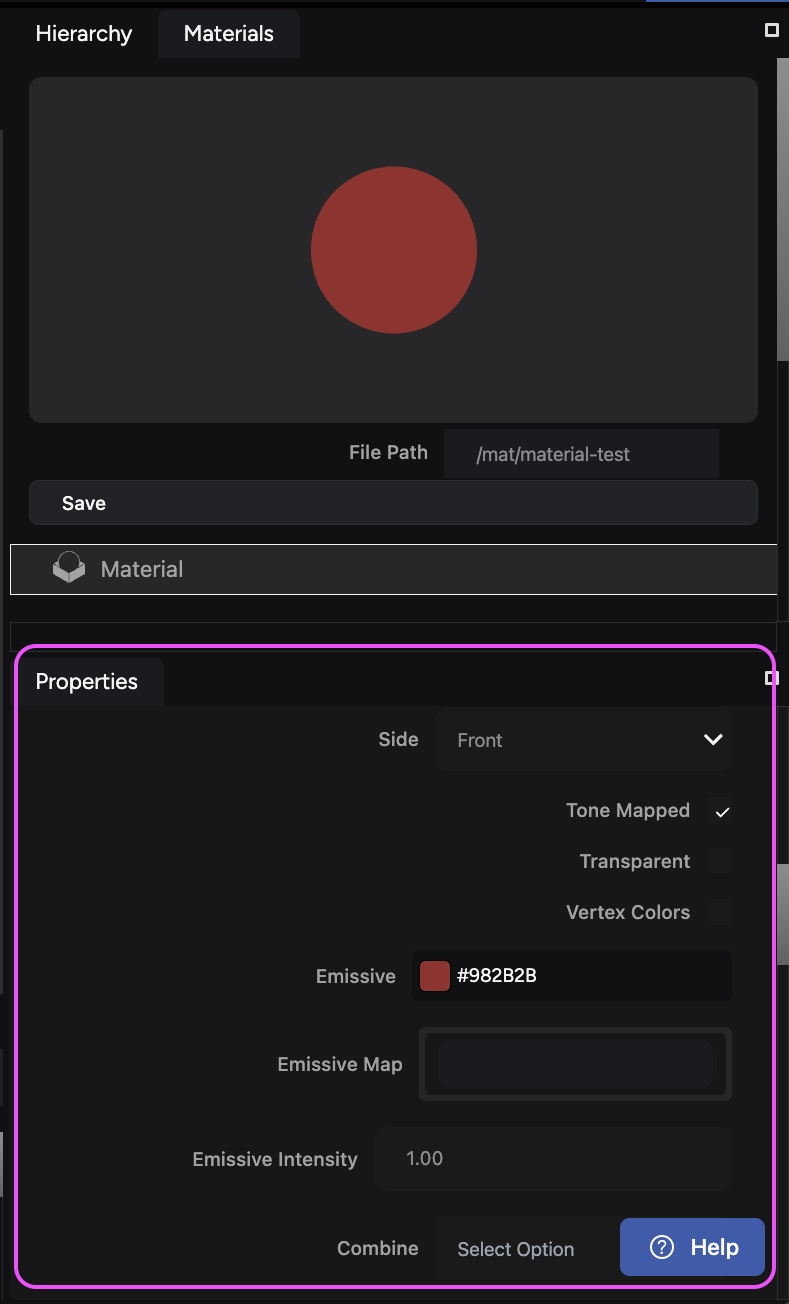 Hierarchy Materials
File Path /mat/material-test
Save
Material
Properties
Side Front
Tone Mapped
Transparent
Vertex Colors
Emissive #982B2B
Emissive Map
Emissive Intensity 1.00
Combine Select Option Help